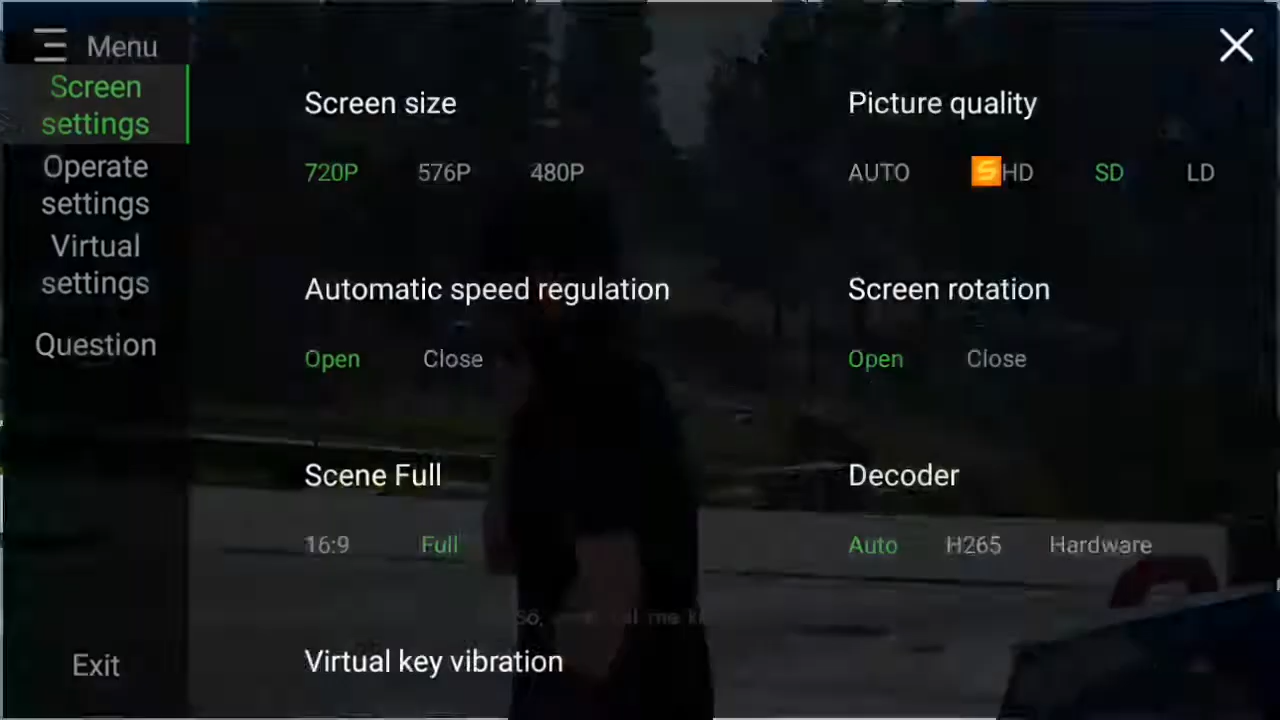 Menu
Screen
settings
Operate
settings
Virtual
settings
Question
Exit
Screen size
720P 576P 480P
Picture quality
AUTO S HD SD LD
Automatic speed regulation
Open Close
Screen rotation
Open Close
Scene Full
16:9 Full
Decoder
Auto H265 Hardware
So, me
Virtual key vibration